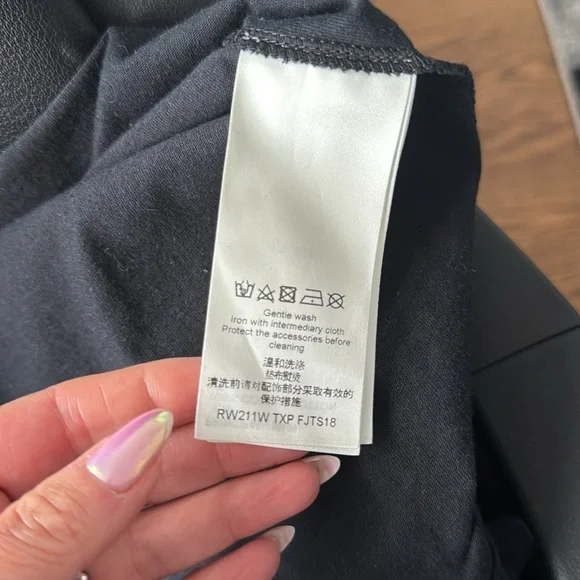 Gentle wash
Iron with intermediary cloth
Protect the accessories before
cleaning
温和洗涤
垫布熨烫
清洗前请对配饰部分采取有效的
保护措施
RW211W TXP FJTS18